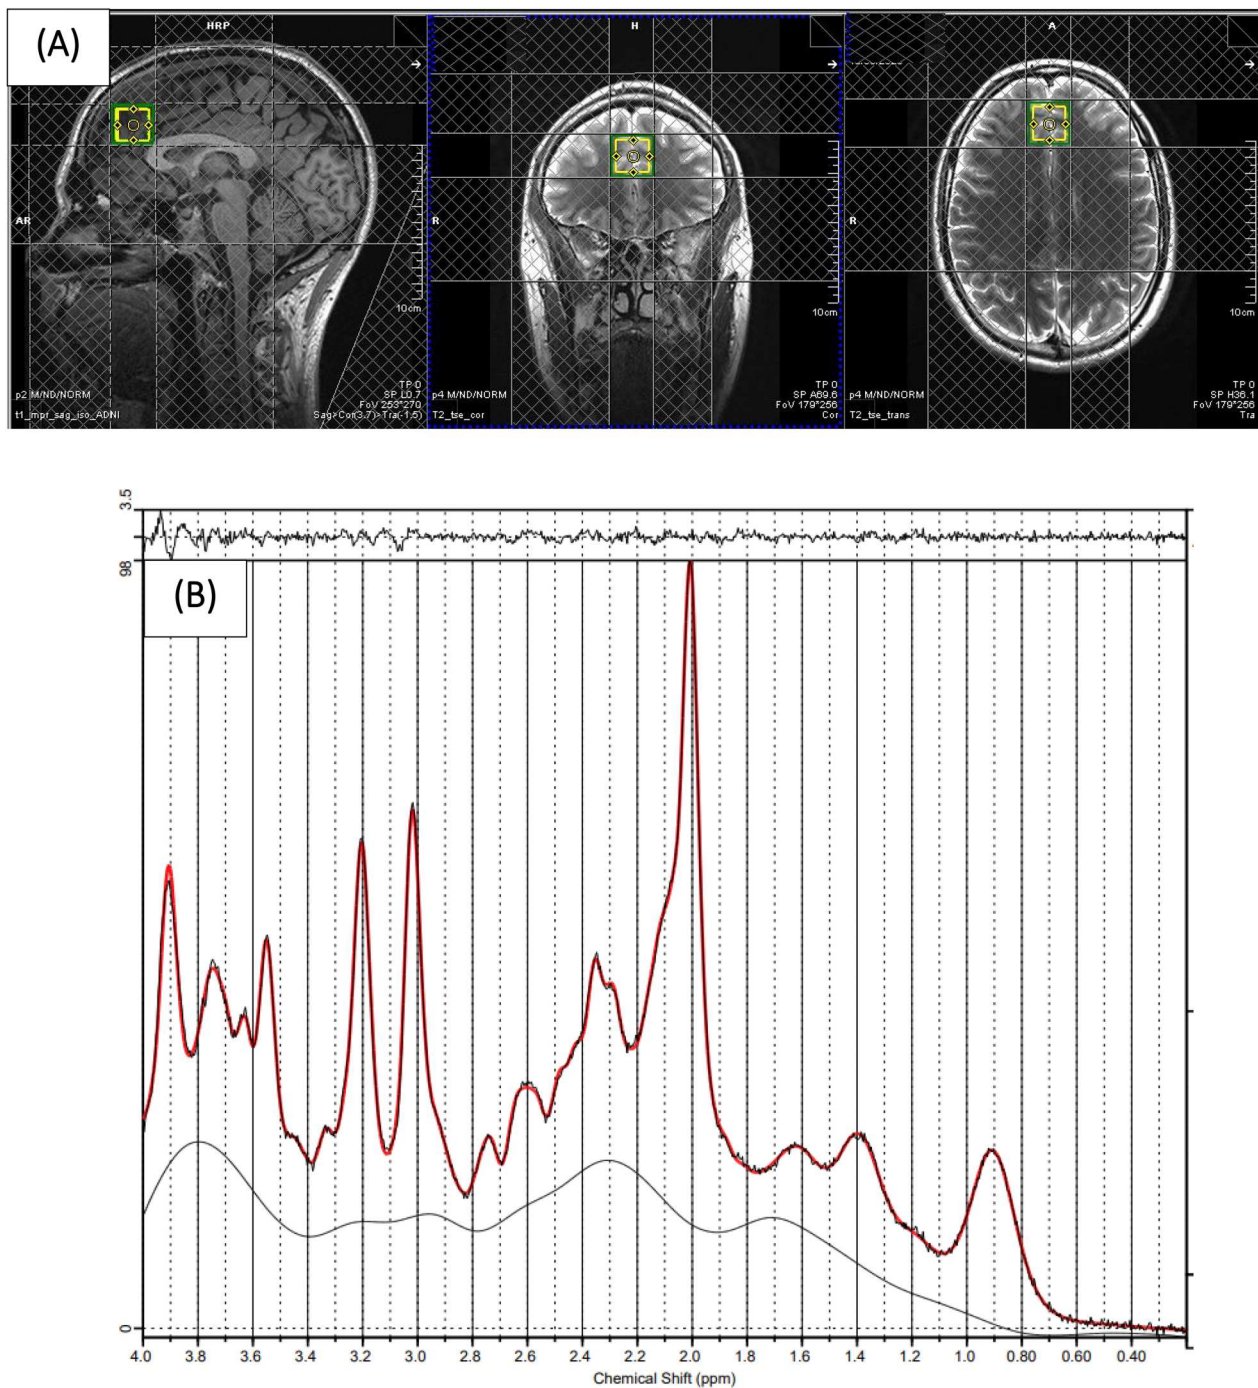 (A)
HRP
AR
10cm
p2 M/ND/NORM
t1_mpr_sag_iso_ADNI
TP 0
SP L0.7
FoV 253*270
Sag>Cor(3.7)>Tra(-1.5)
H
R
10cm
p4 M/ND/NORM
T2_tse_cor
TP 0
SP A69.6
FoV 179*256
Cor
A
R
10cm
p4 M/ND/NORM
T2_tse_trans
TP 0
SP H36.1
FoV 179*256
Tra
3.5
98
(B)
0
4.0 3.8 3.6 3.4 3.2 3.0 2.8 2.6 2.4 2.2 2.0 1.8 1.6 1.4 1.2 1.0 0.80 0.60 0.40
Chemical Shift (ppm)